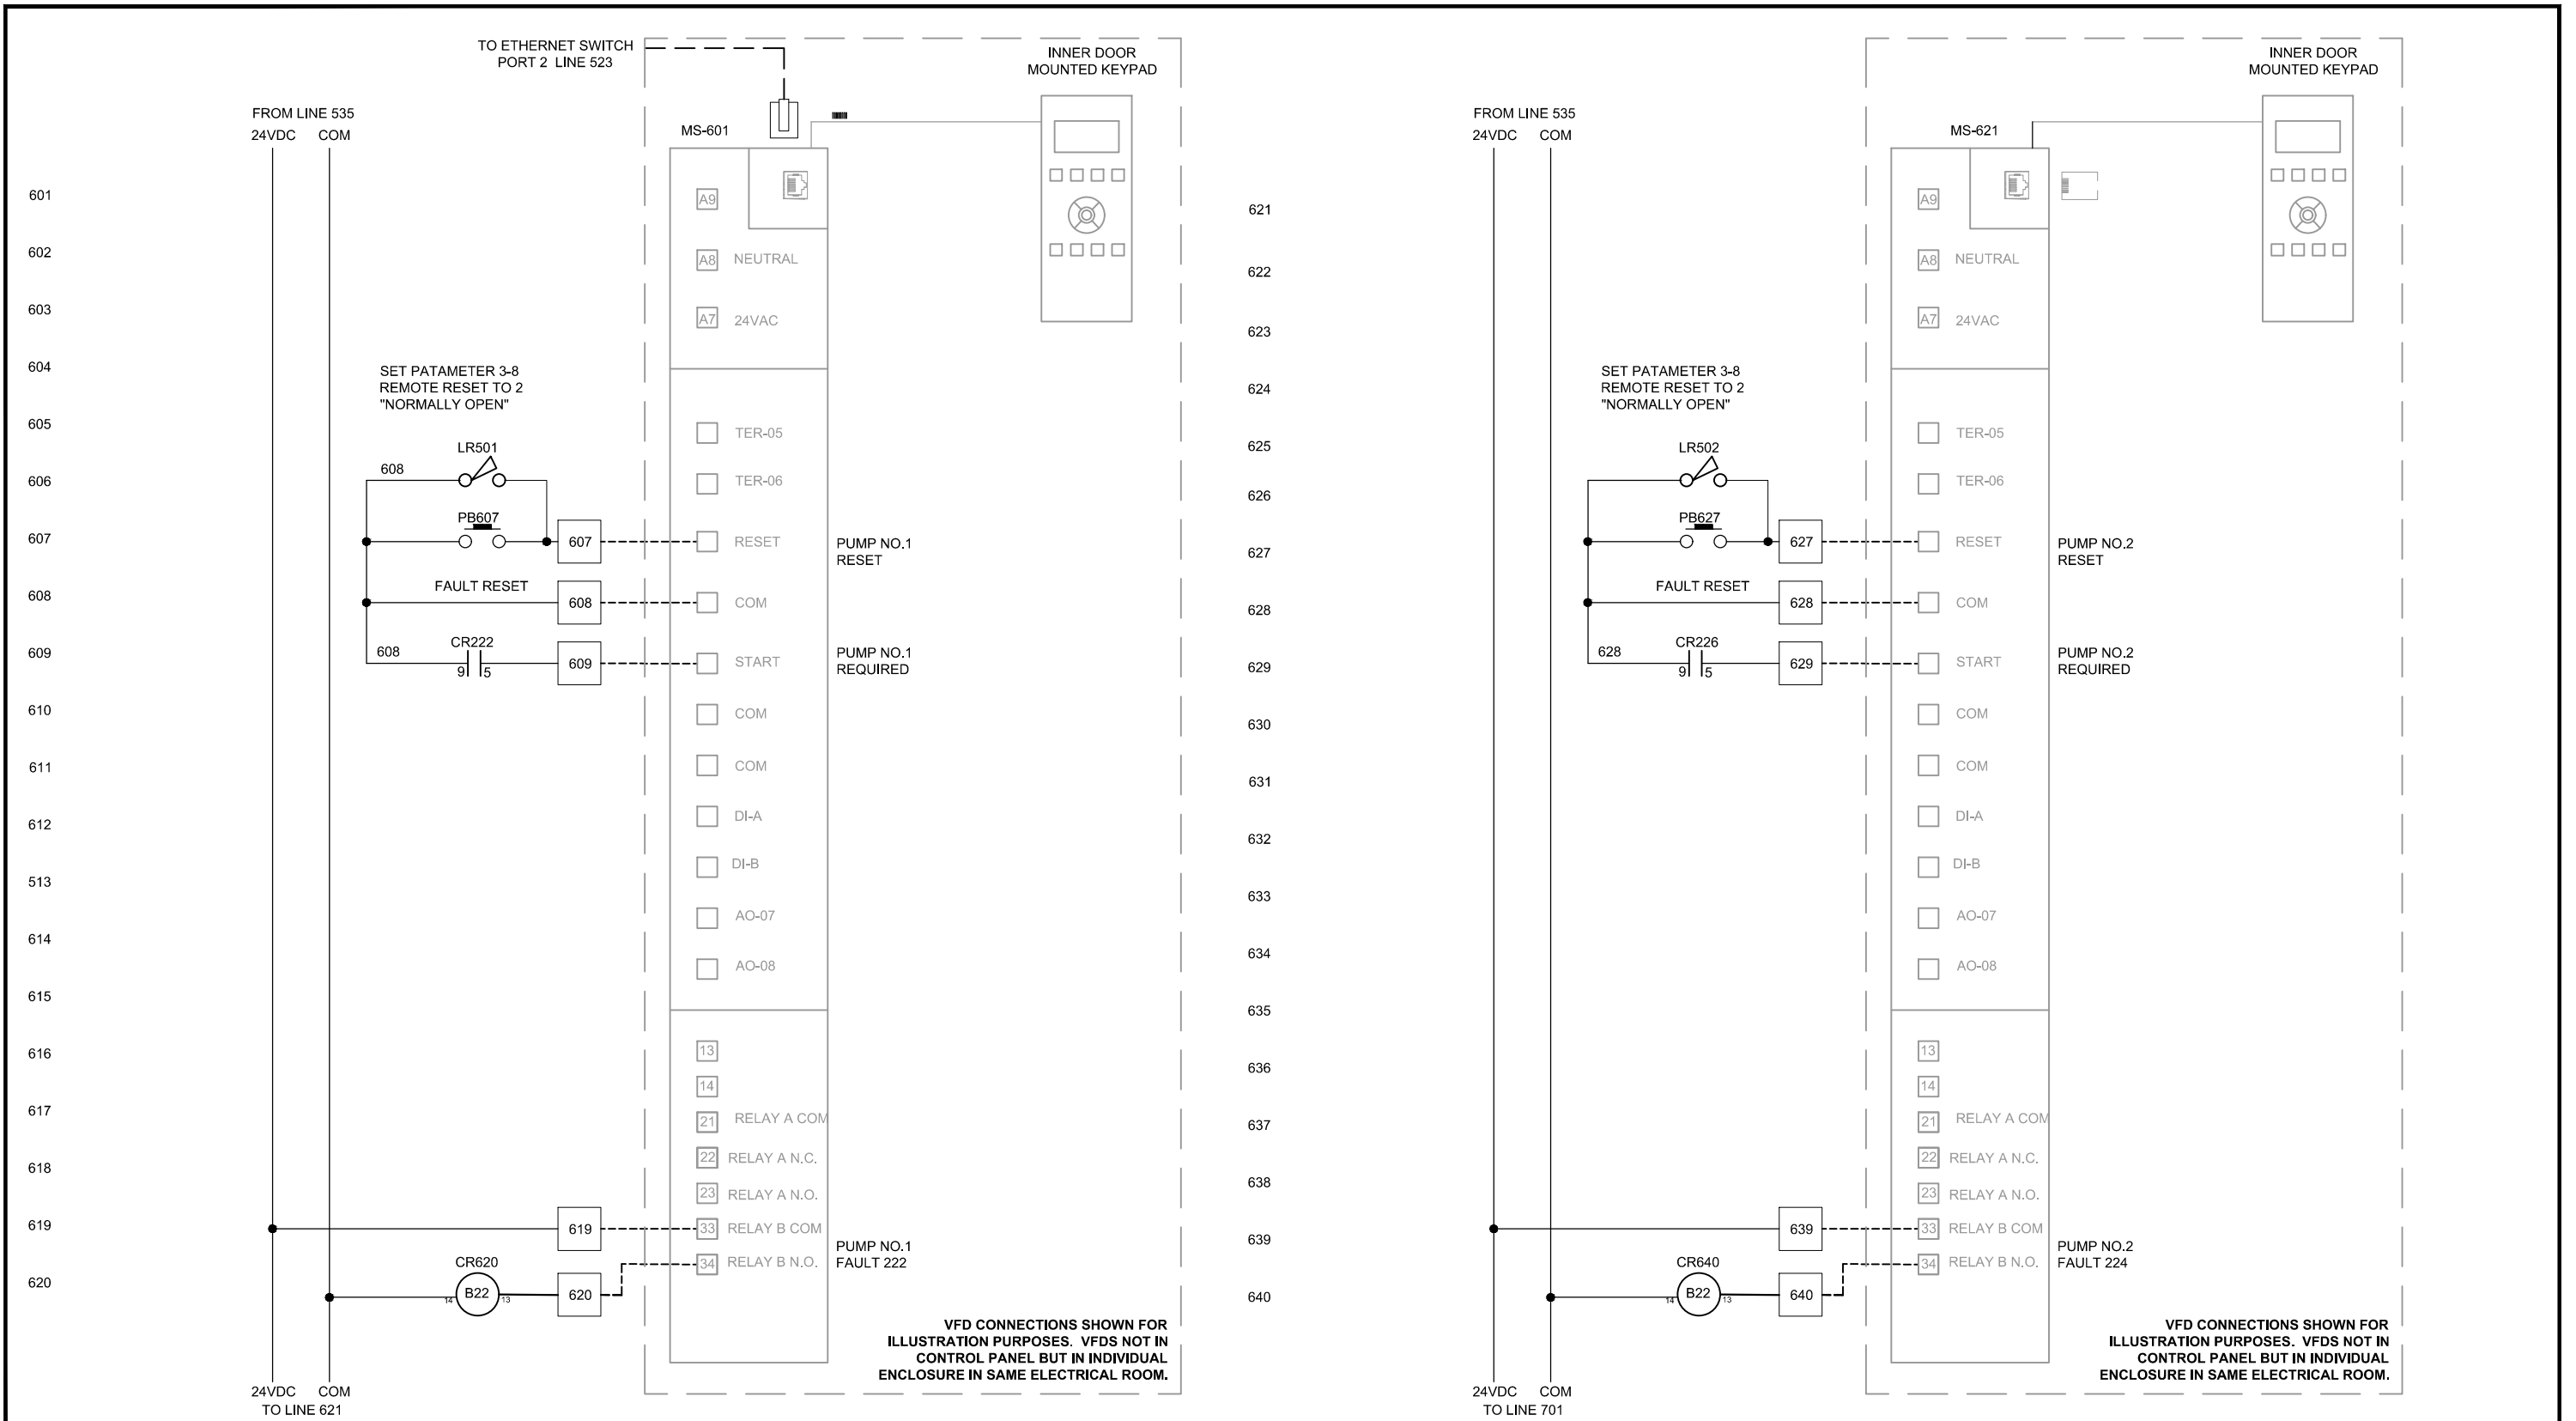 TO ETHERNET SWITCH
PORT 2 LINE 523
INNER DOOR
MOUNTED KEYPAD
FROM LINE 535
24VDC COM
MS-601
601
A9
602
A8 NEUTRAL
603
A7 24VAC
604
SET PATAMETER 3-8
REMOTE RESET TO 2
"NORMALLY OPEN"
605
TER-05
LR501
608
606
TER-06
PB607
607
607
RESET
PUMP NO.1
RESET
FAULT RESET
608
608
COM
609
608
CR222
9 5
609
START
PUMP NO.1
REQUIRED
610
COM
611
COM
612
DI-A
513
DI-B
614
AO-07
AO-08
615
616
13
14
617
21 RELAY A COM
618
22 RELAY A N.C.
23 RELAY A N.O.
619
619
33 RELAY B COM
PUMP NO.1
FAULT 222
34 RELAY B N.O.
620
CR620
14 B22 13
620
VFD CONNECTIONS SHOWN FOR
ILLUSTRATION PURPOSES. VFDS NOT IN
CONTROL PANEL BUT IN INDIVIDUAL
ENCLOSURE IN SAME ELECTRICAL ROOM.
24VDC COM
TO LINE 621
INNER DOOR
MOUNTED KEYPAD
FROM LINE 535
24VDC COM
MS-621
621
A9
622
A8 NEUTRAL
623
A7 24VAC
624
SET PATAMETER 3-8
REMOTE RESET TO 2
"NORMALLY OPEN"
625
TER-05
LR502
626
TER-06
PB627
627
627
RESET
PUMP NO.2
RESET
FAULT RESET
628
628
COM
629
628
CR226
9 5
629
START
PUMP NO.2
REQUIRED
630
COM
631
COM
632
DI-A
633
DI-B
634
AO-07
AO-08
635
636
13
14
637
21 RELAY A COM
638
22 RELAY A N.C.
23 RELAY A N.O.
639
639
33 RELAY B COM
PUMP NO.2
FAULT 224
34 RELAY B N.O.
640
CR640
14 B22 13
640
VFD CONNECTIONS SHOWN FOR
ILLUSTRATION PURPOSES. VFDS NOT IN
CONTROL PANEL BUT IN INDIVIDUAL
ENCLOSURE IN SAME ELECTRICAL ROOM.
24VDC COM
TO LINE 701